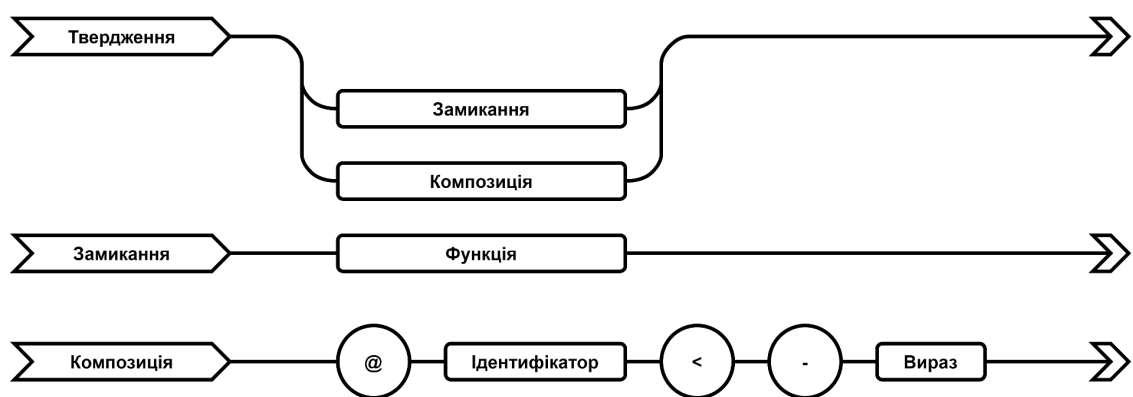 Твердження
Замикання
Композиція
Замикання Функція
Композиція @ Ідентифікатор < - Вираз